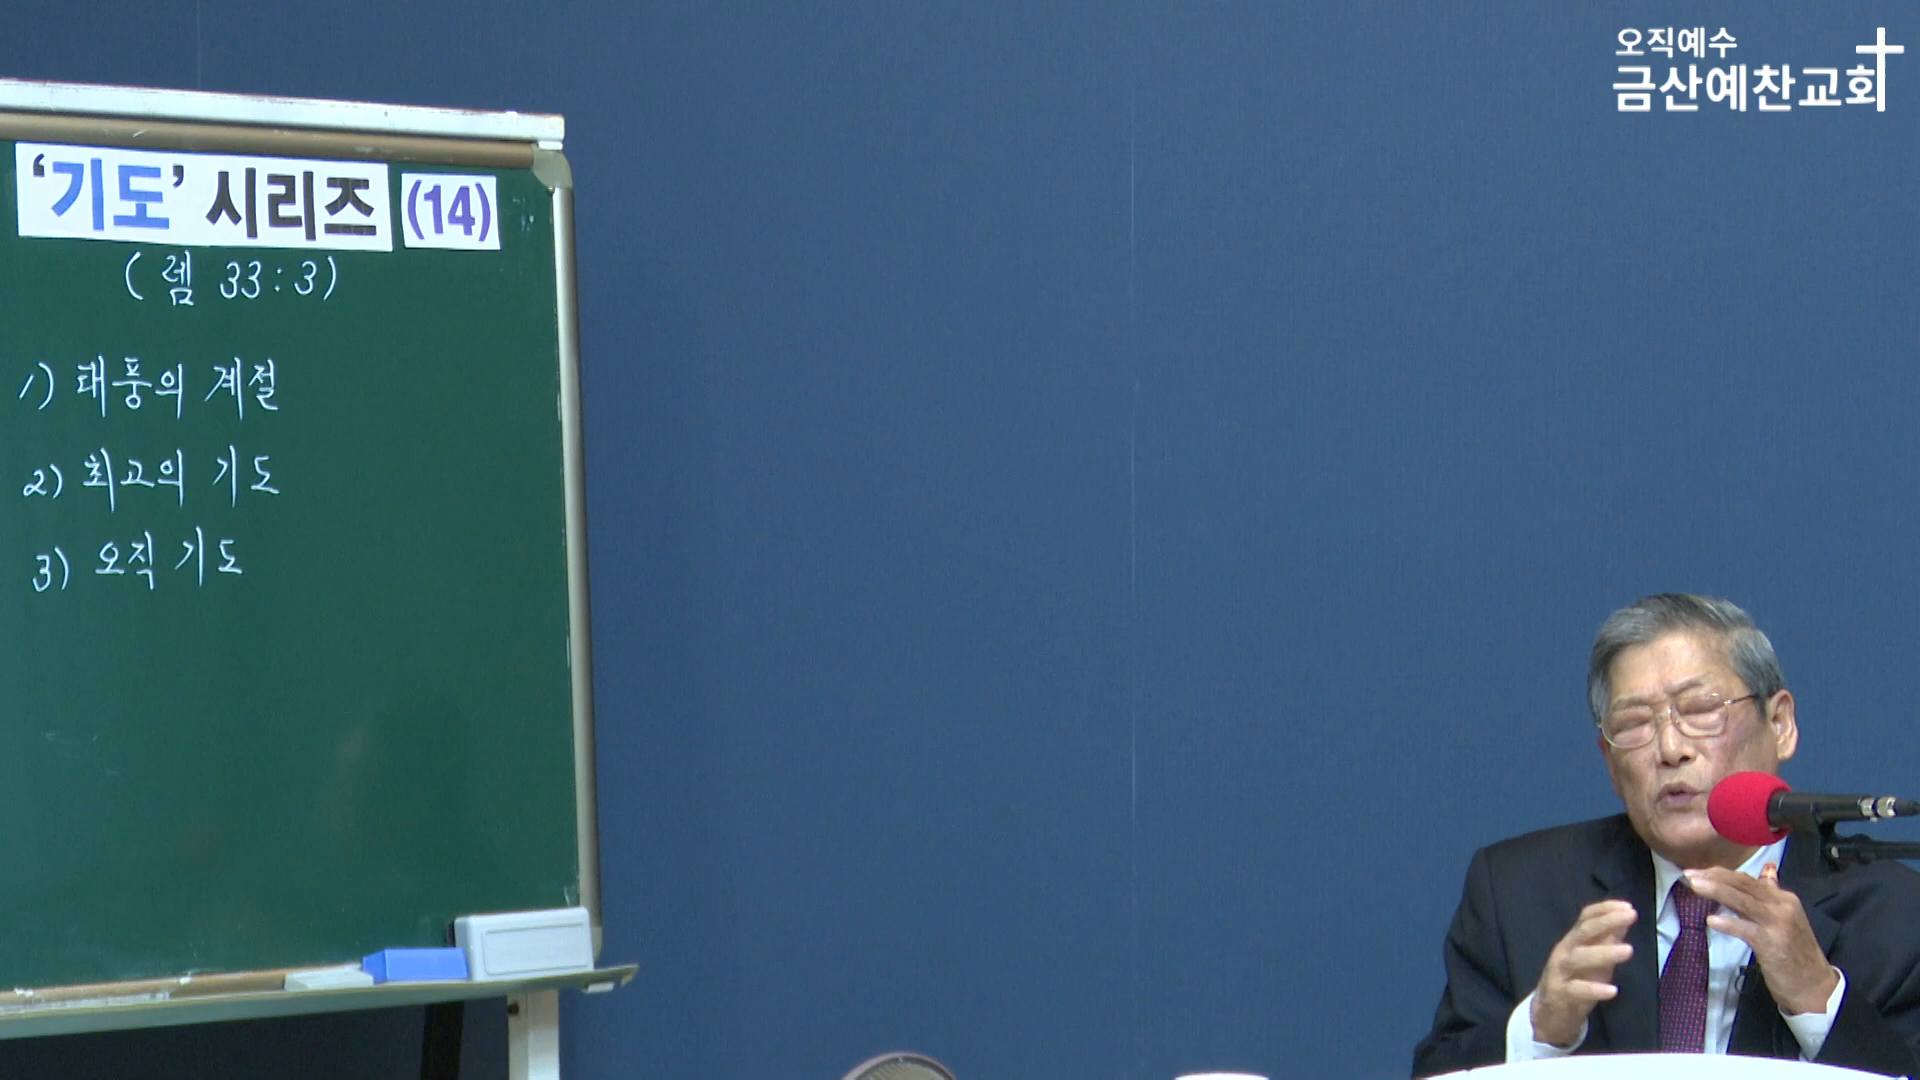 오직예수
금산예찬교회
‘기도’ 시리즈 (14)
(렘 33:3)
1) 태풍의 계절
2) 최고의 기도
3) 오직 기도